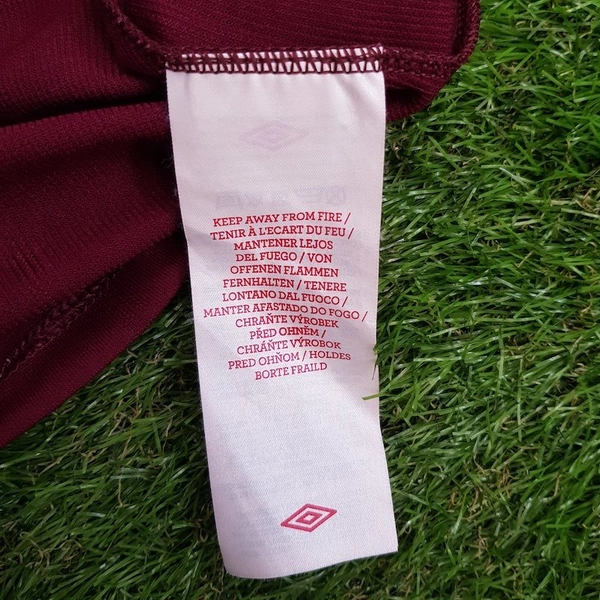 KEEP AWAY FROM FIRE /
TENIR À L'ECART DU FEU /
MANTENER LEJOS
DEL FUEGO / VON
OFFENEN FLAMMEN
FERNHALTEN / TENERE
LONTANO DAL FUOCO /
MANTER AFASTADO DO FOGO /
CHRAŇTE VÝROBEK
PŘED OHNĚM /
CHRÁŇTE VÝROBOK
PRED OHŇOM / HOLDES
BORTE FRAILD